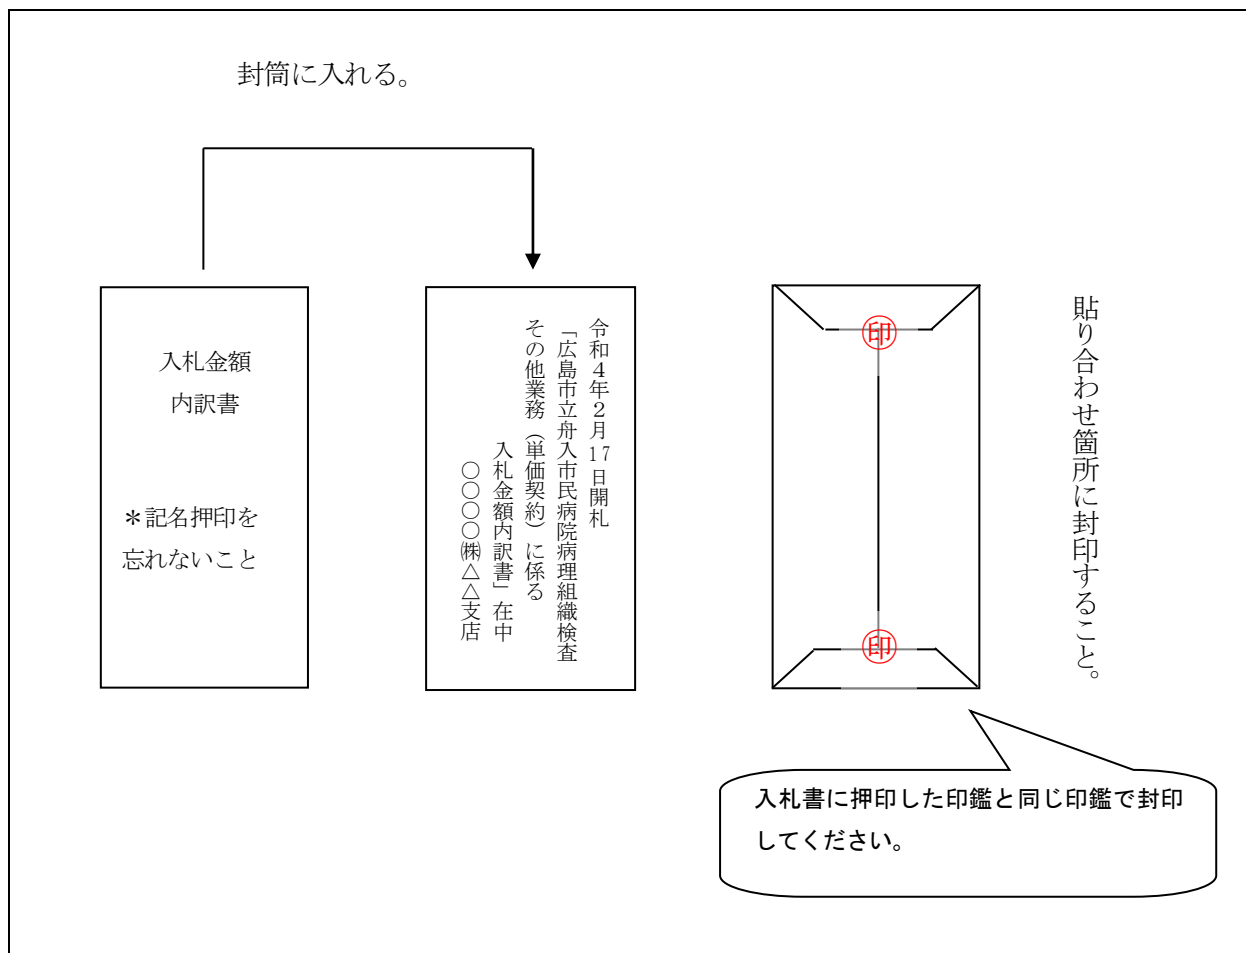 封筒に入れる。
入札金額
内訳書
＊記名押印を
忘れないこと
令和４年２月17日開札
「広島市立舟入市民病院病理組織検査
その他業務（単価契約）に係る
入札金額内訳書」在中
○○○○㈱△△支店
印
印
貼り合わせ箇所に封印すること。
入札書に押印した印鑑と同じ印鑑で封印
してください。